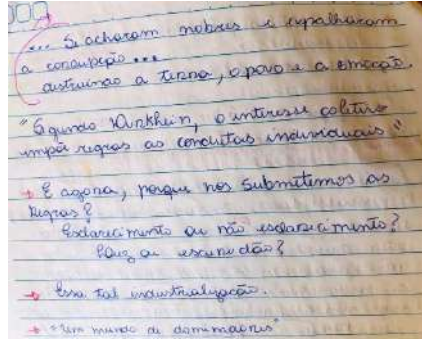 ... Se acharam nobres e espalharam
a corrupção ...
destruindo a terra, o povo e a emoção.
"Segundo Durkheim, o interesse coletivo
impõe regras as condutas individuais."
→ E agora, porque nos submetemos as
Regras?
Esclarecimento ou não esclarecimento?
Luz ou escuridão?
→ Essa tal industrialização.
→ "Um mundo de dominações"